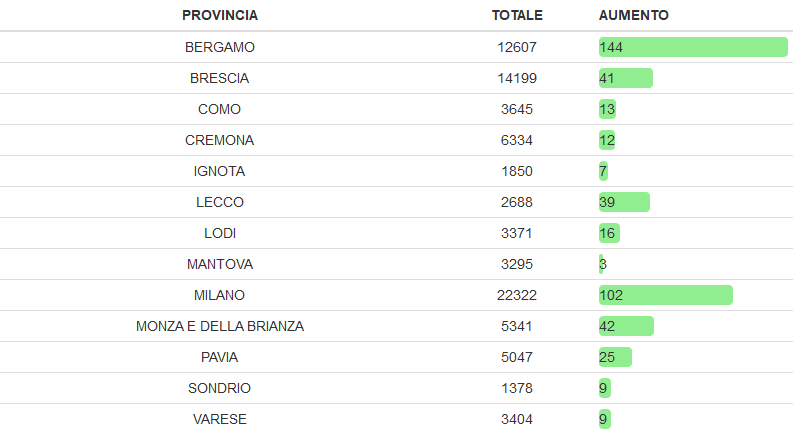 PROVINCIA TOTALE AUMENTO
BERGAMO 12607 144
BRESCIA 14199 41
COMO 3645 13
CREMONA 6334 12
IGNOTA 1850 7
LECCO 2688 39
LODI 3371 16
MANTOVA 3295 3
MILANO 22322 102
MONZA E DELLA BRIANZA 5341 42
PAVIA 5047 25
SONDRIO 1378 9
VARESE 3404 9